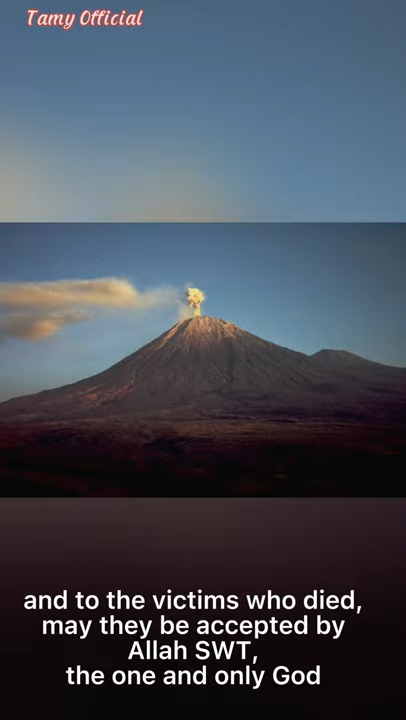 Tamy Official
and to the victims who died,
may they be accepted by
Allah SWT,
the one and only God